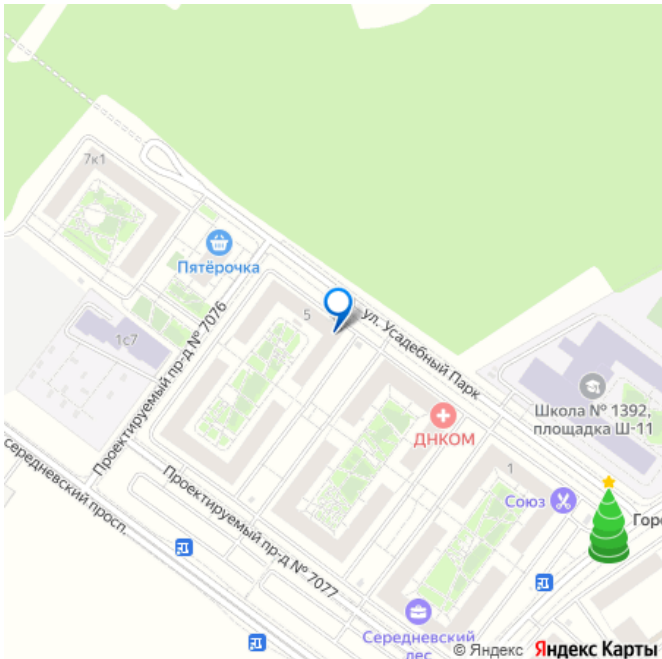 7к1
Пятёрочка
5
ул. Усадебный Парк
1с7
Проектируемый пр-д № 7076
Школа № 1392,
площадка Ш-11
ДНКОМ
1
Союз
середневский просп.
Проектируемый пр-д № 7077
Горо
Середневский
лес
© Яндекс Яндекс Карты